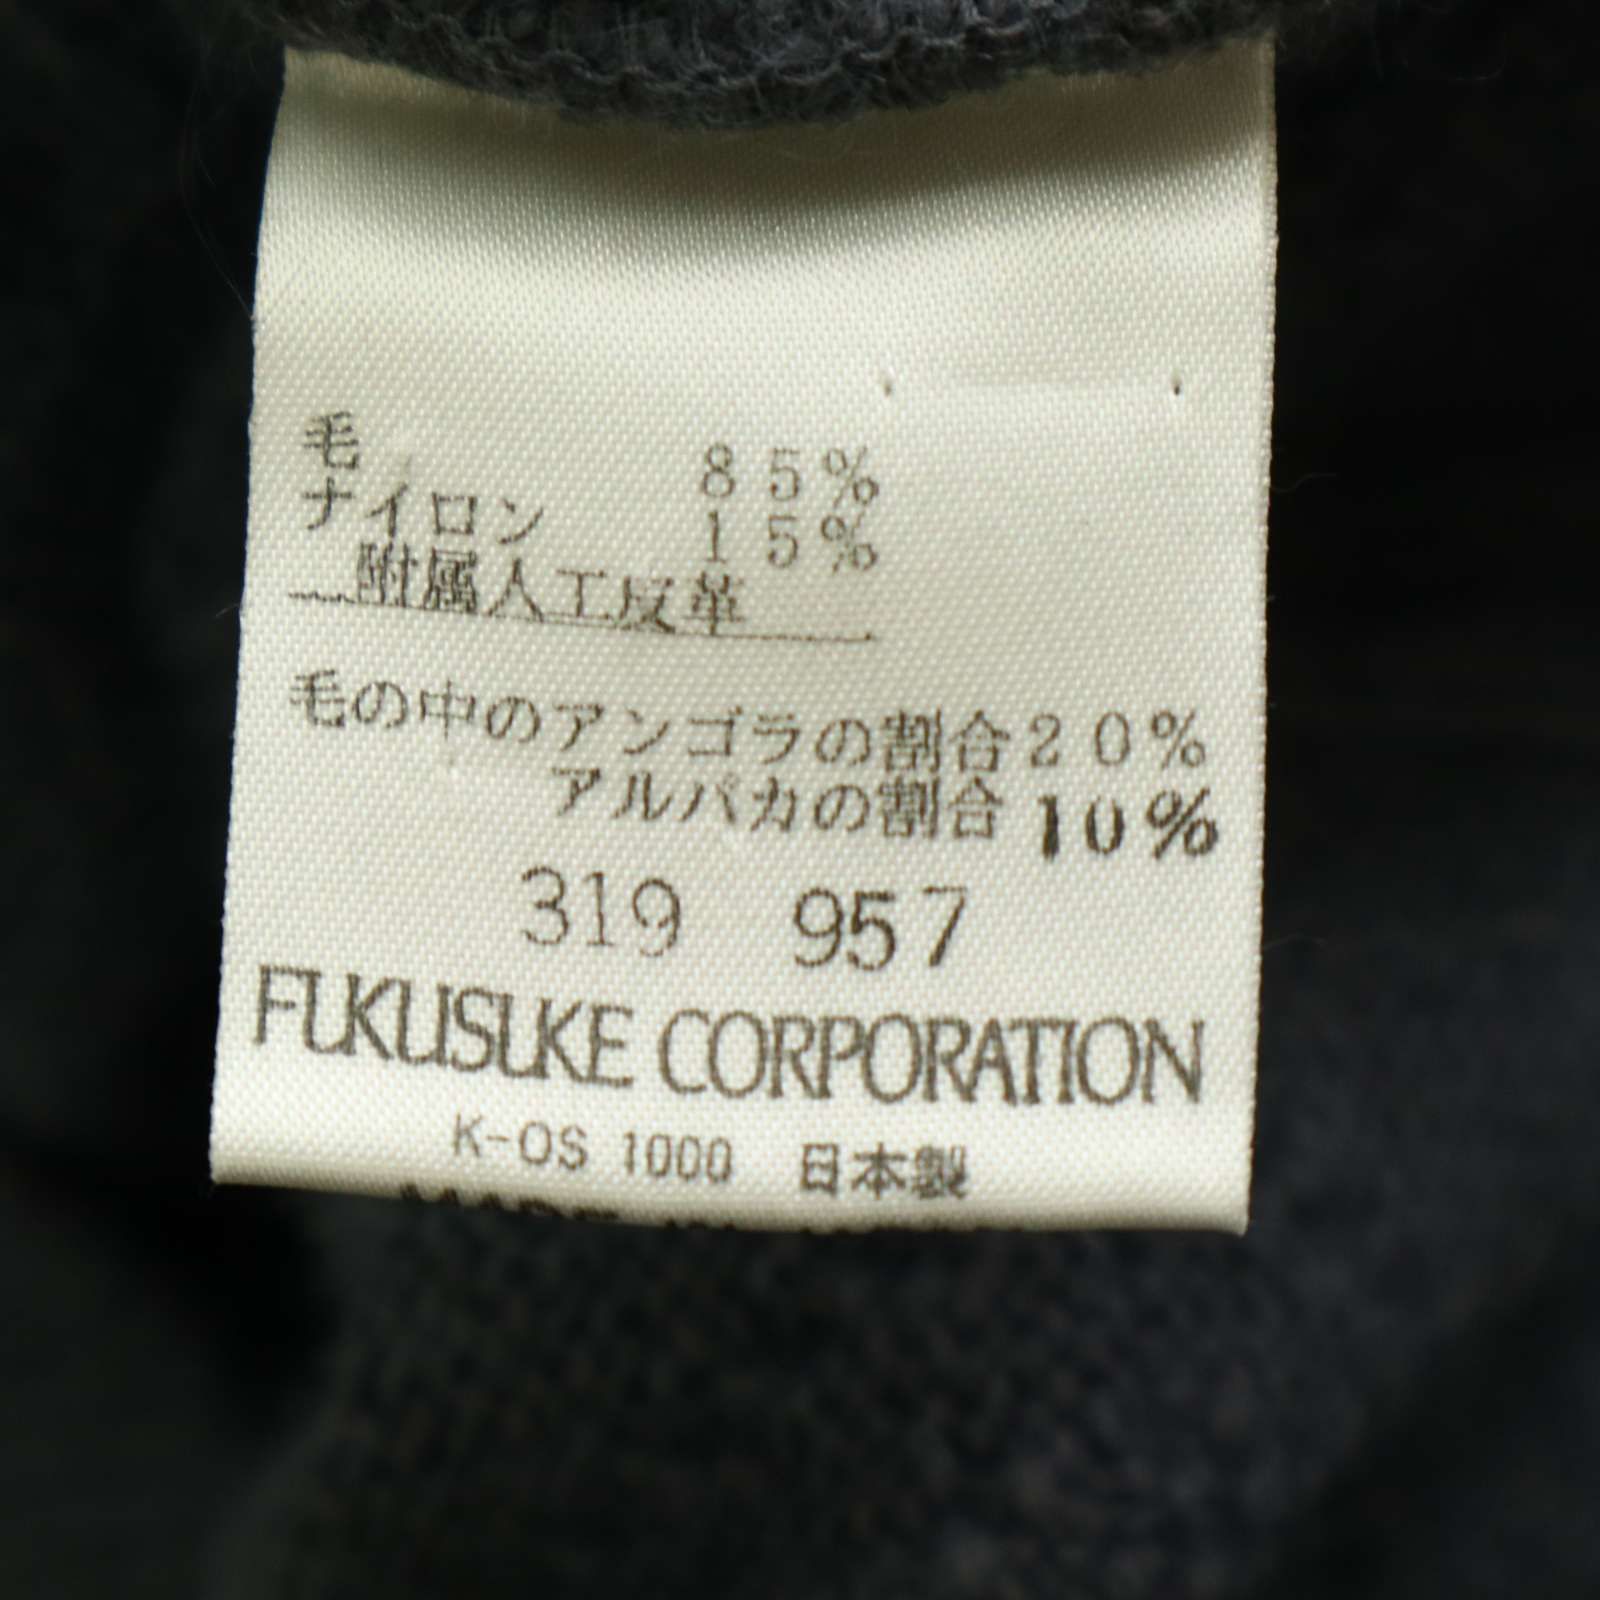 毛 85%
ナイロン 15%
附属人工皮革
毛の中のアンゴラの割合20%
アルパカの割合10%
319 957
FUKUSUKE CORPORATION
K-OS 1000 日本製